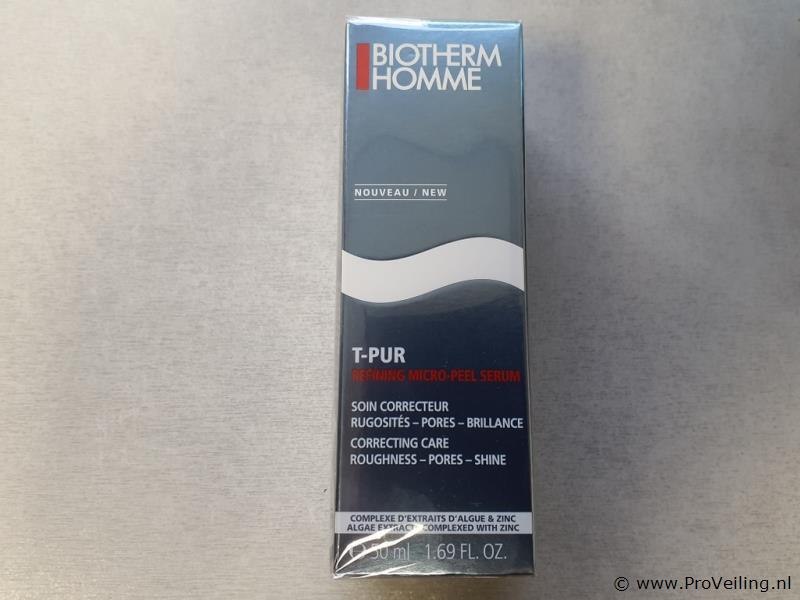 BIOTHERM
HOMME
NOUVEAU / NEW
T-PUR
REFINING MICRO-PEEL SERUM
SOIN CORRECTEUR
RUGOSITÉS – PORES – BRILLANCE
CORRECTING CARE
ROUGHNESS – PORES – SHINE
COMPLEXE D'EXTRAITS D'ALGUE & ZINC
ALGAE EXTRACT COMPLEXED WITH ZINC
℮ 50 ml 1.69 FL. OZ.
© www.ProVeiling.nl